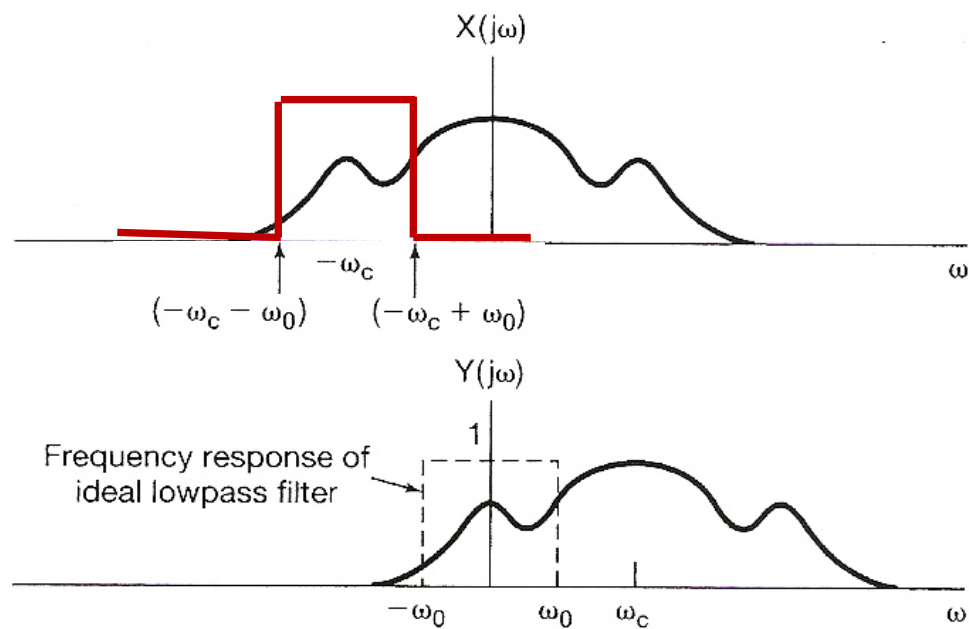 X(jω)
−ωc
ω
(−ωc − ω0)
(−ωc + ω0)
Y(jω)
1
Frequency response of
ideal lowpass filter
−ω0
ω0
ωc
ω